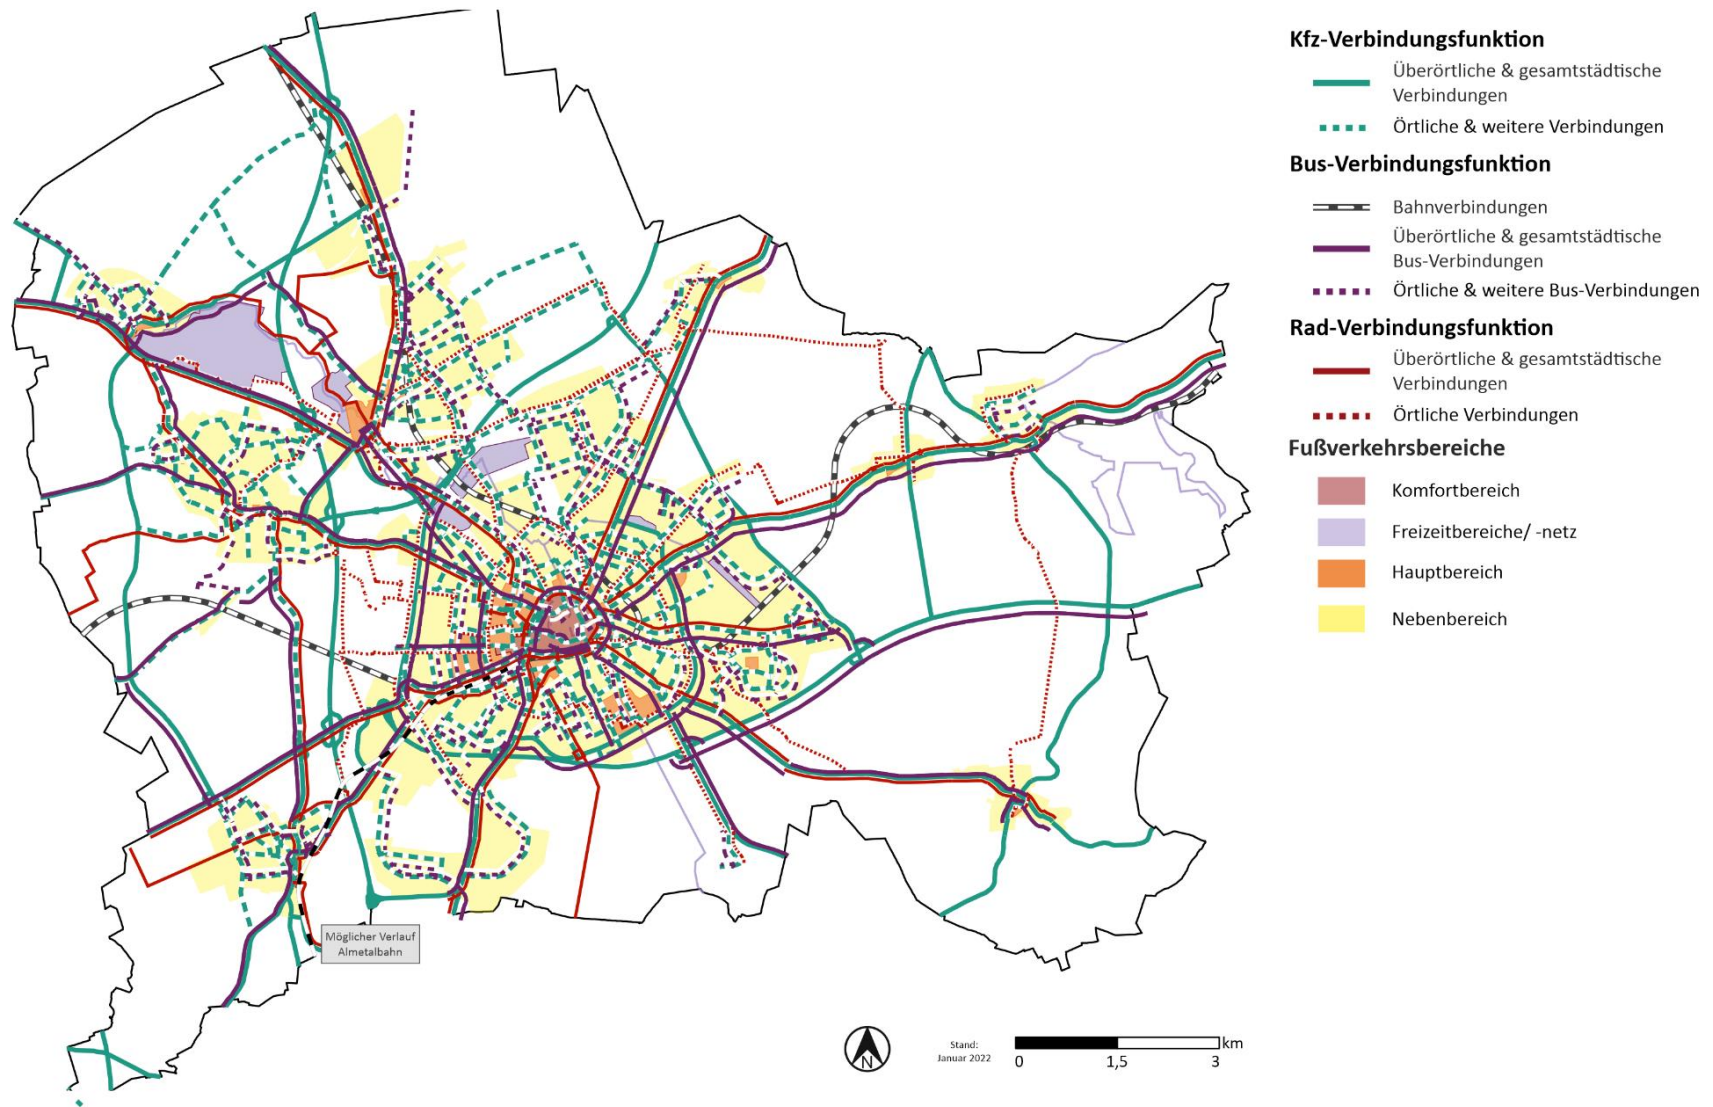 Kfz-Verbindungsfunktion
Überörtliche & gesamtstädtische
Verbindungen
Örtliche & weitere Verbindungen
Bus-Verbindungsfunktion
Bahnverbindungen
Überörtliche & gesamtstädtische
Bus-Verbindungen
Örtliche & weitere Bus-Verbindungen
Rad-Verbindungsfunktion
Überörtliche & gesamtstädtische
Verbindungen
Örtliche Verbindungen
Fußverkehrsbereiche
Komfortbereich
Freizeitbereiche/ -netz
Hauptbereich
Nebenbereich
Möglicher Verlauf
Almetalbahn
N
Stand:
Januar 2022
km
0 1,5 3